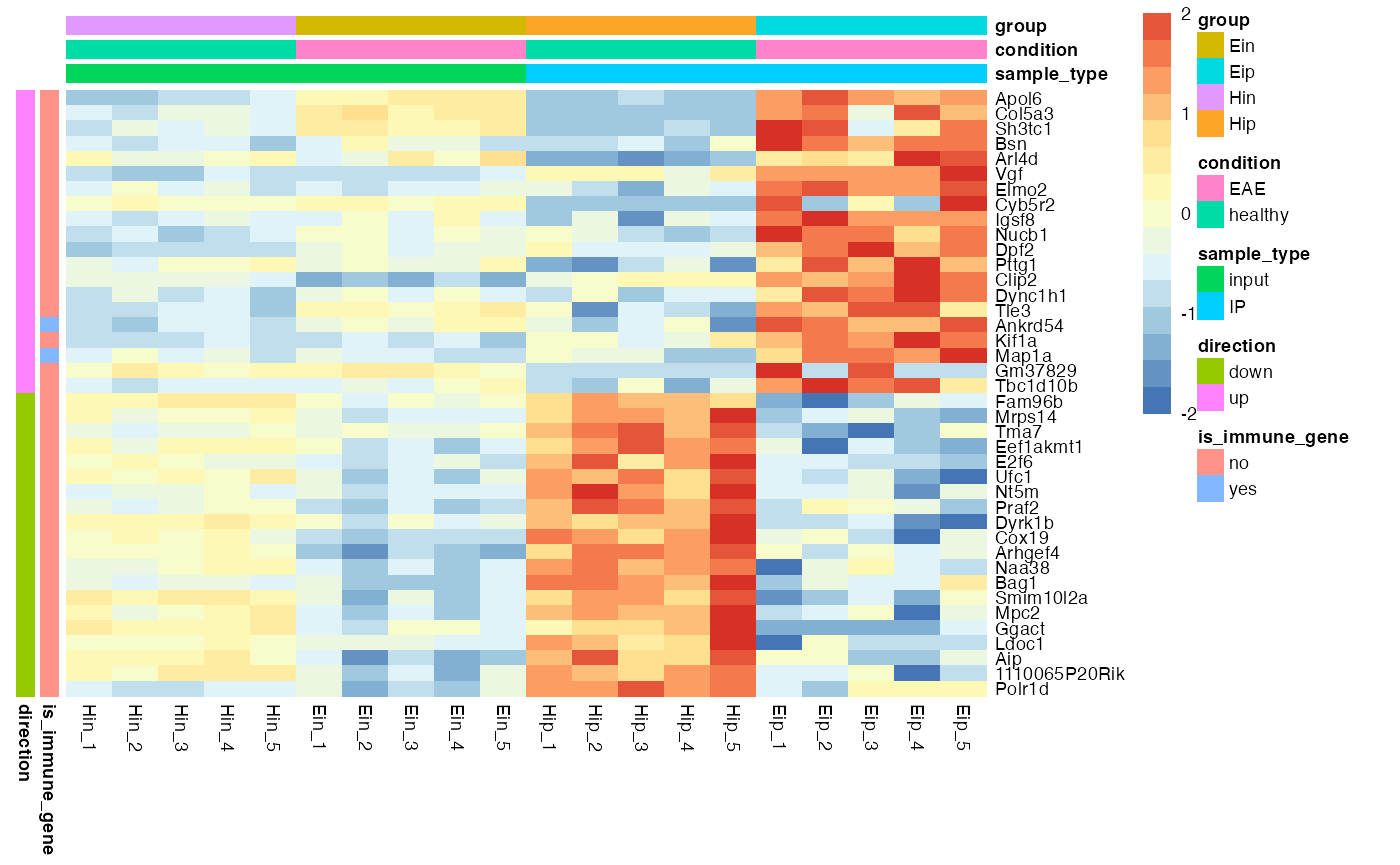 group
condition
sample_type
Apol6
Col5a3
Sh3tc1
Bsn
Arl4d
Vgf
Elmo2
Cyb5r2
Igsf8
Nucb1
Dpf2
Pttg1
Clip2
Dync1h1
Tle3
Ankrd54
Kif1a
Map1a
Gm37829
Tbc1d10b
Fam96b
Mrps14
Tma7
Eef1akmt1
E2f6
Ufc1
Nt5m
Praf2
Dyrk1b
Cox19
Arhgef4
Naa38
Bag1
Smim10l2a
Mpc2
Ggact
Ldoc1
Aip
1110065P20Rik
Polr1d
direction
is_immune_gene
Hin_1
Hin_2
Hin_3
Hin_4
Hin_5
Ein_1
Ein_2
Ein_3
Ein_4
Ein_5
Hip_1
Hip_2
Hip_3
Hip_4
Hip_5
Eip_1
Eip_2
Eip_3
Eip_4
Eip_5
2
1
0
-1
-2
group
Ein
Eip
Hin
Hip
condition
EAE
healthy
sample_type
input
IP
direction
down
up
is_immune_gene
no
yes